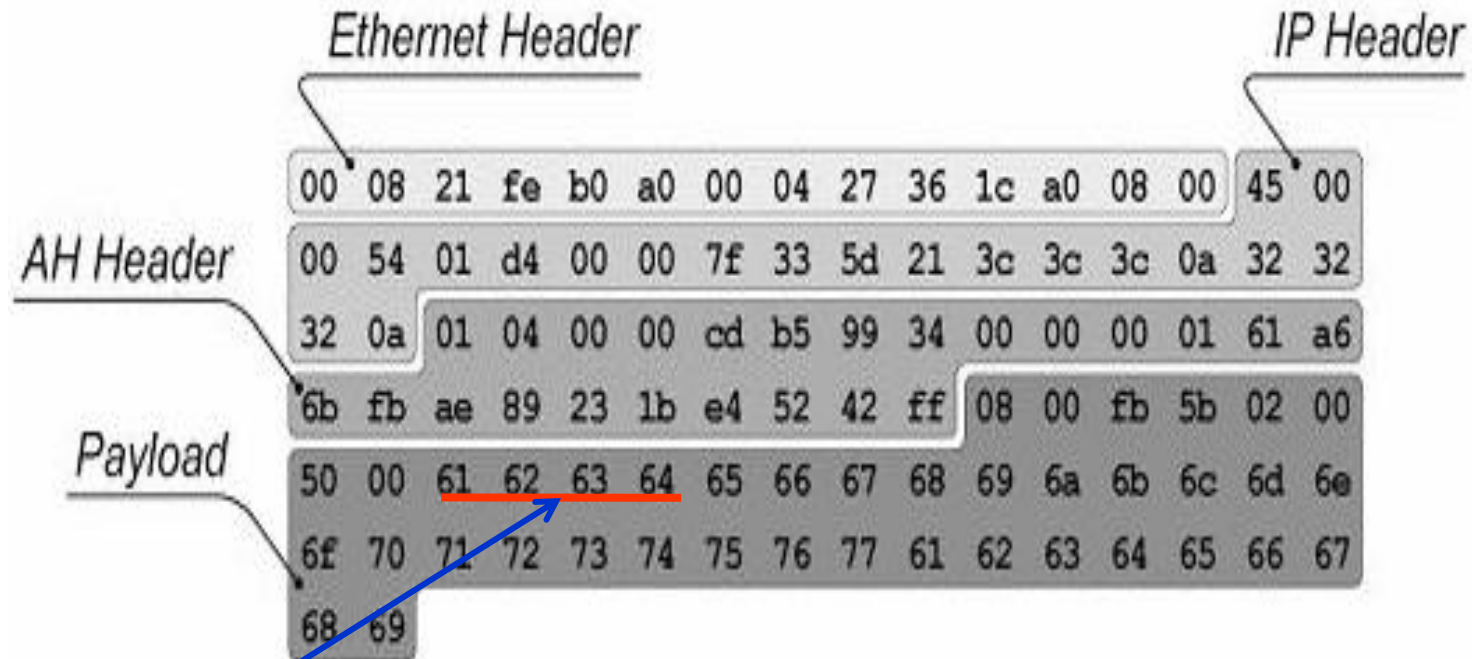 Ethernet Header
IP Header
00 08 21 fe b0 a0 00 04 27 36 1c a0 08 00 45 00
AH Header
00 54 01 d4 00 00 7f 33 5d 21 3c 3c 3c 0a 32 32
32 0a 01 04 00 00 cd b5 99 34 00 00 00 01 61 a6
6b fb ae 89 23 1b e4 52 42 ff 08 00 fb 5b 02 00
Payload
50 00 61 62 63 64 65 66 67 68 69 6a 6b 6c 6d 6e
6f 70 71 72 73 74 75 76 77 61 62 63 64 65 66 67
68 69